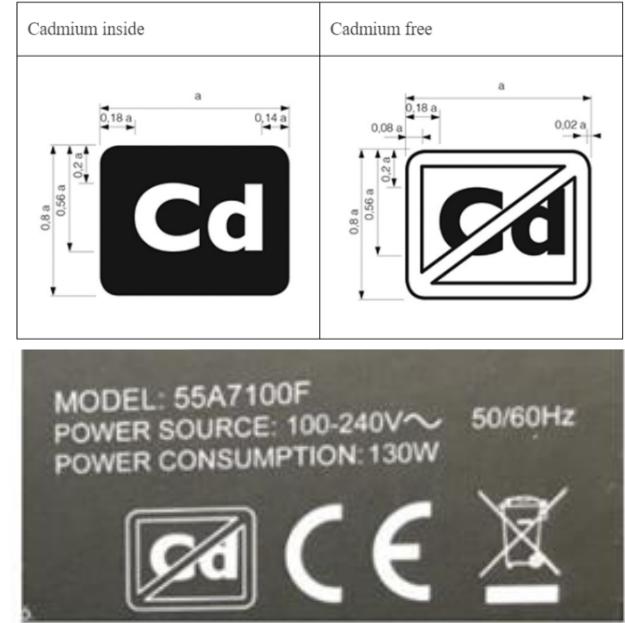 Cadmium inside
Cadmium free
a
0,18 a
0,14 a
0,2 a
0,56 a
0,8 a
Cd
a
0,18 a
0,08 a
0,02 a
0,2 a
0,56 a
0,8 a
Cd
MODEL: 55A7100F
POWER SOURCE: 100-240V～ 50/60Hz
POWER CONSUMPTION: 130W
Cd CE